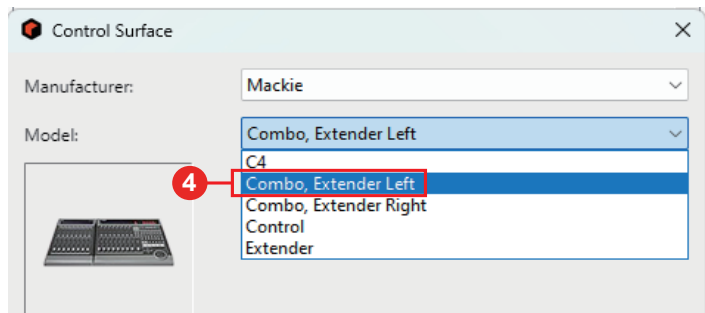 Control Surface
Manufacturer: Mackie
Model: Combo, Extender Left
C4
4 Combo, Extender Left
Combo, Extender Right
Control
Extender